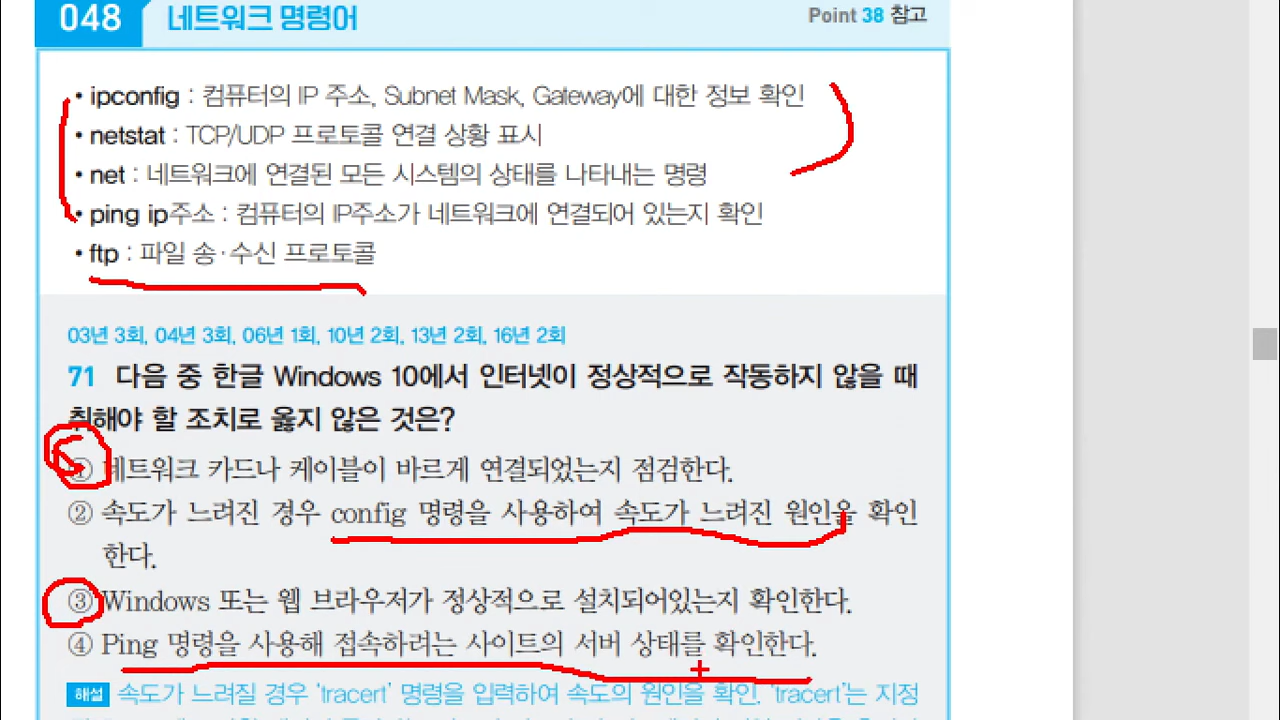 048 네트워크 명령어 Point 38 참고
• ipconfig : 컴퓨터의 IP 주소, Subnet Mask, Gateway에 대한 정보 확인
• netstat : TCP/UDP 프로토콜 연결 상황 표시
• net : 네트워크에 연결된 모든 시스템의 상태를 나타내는 명령
• ping ip주소 : 컴퓨터의 IP주소가 네트워크에 연결되어 있는지 확인
• ftp : 파일 송·수신 프로토콜
03년 3회, 04년 3회, 06년 1회, 10년 2회, 13년 2회, 16년 2회
71 다음 중 한글 Windows 10에서 인터넷이 정상적으로 작동하지 않을 때
취해야 할 조치로 옳지 않은 것은?
① 네트워크 카드나 케이블이 바르게 연결되었는지 점검한다.
② 속도가 느려진 경우 config 명령을 사용하여 속도가 느려진 원인을 확인
한다.
③ Windows 또는 웹 브라우저가 정상적으로 설치되어있는지 확인한다.
④ Ping 명령을 사용해 접속하려는 사이트의 서버 상태를 확인한다.
해설 속도가 느려질 경우 'tracert' 명령을 입력하여 속도의 원인을 확인. 'tracert'는 지정